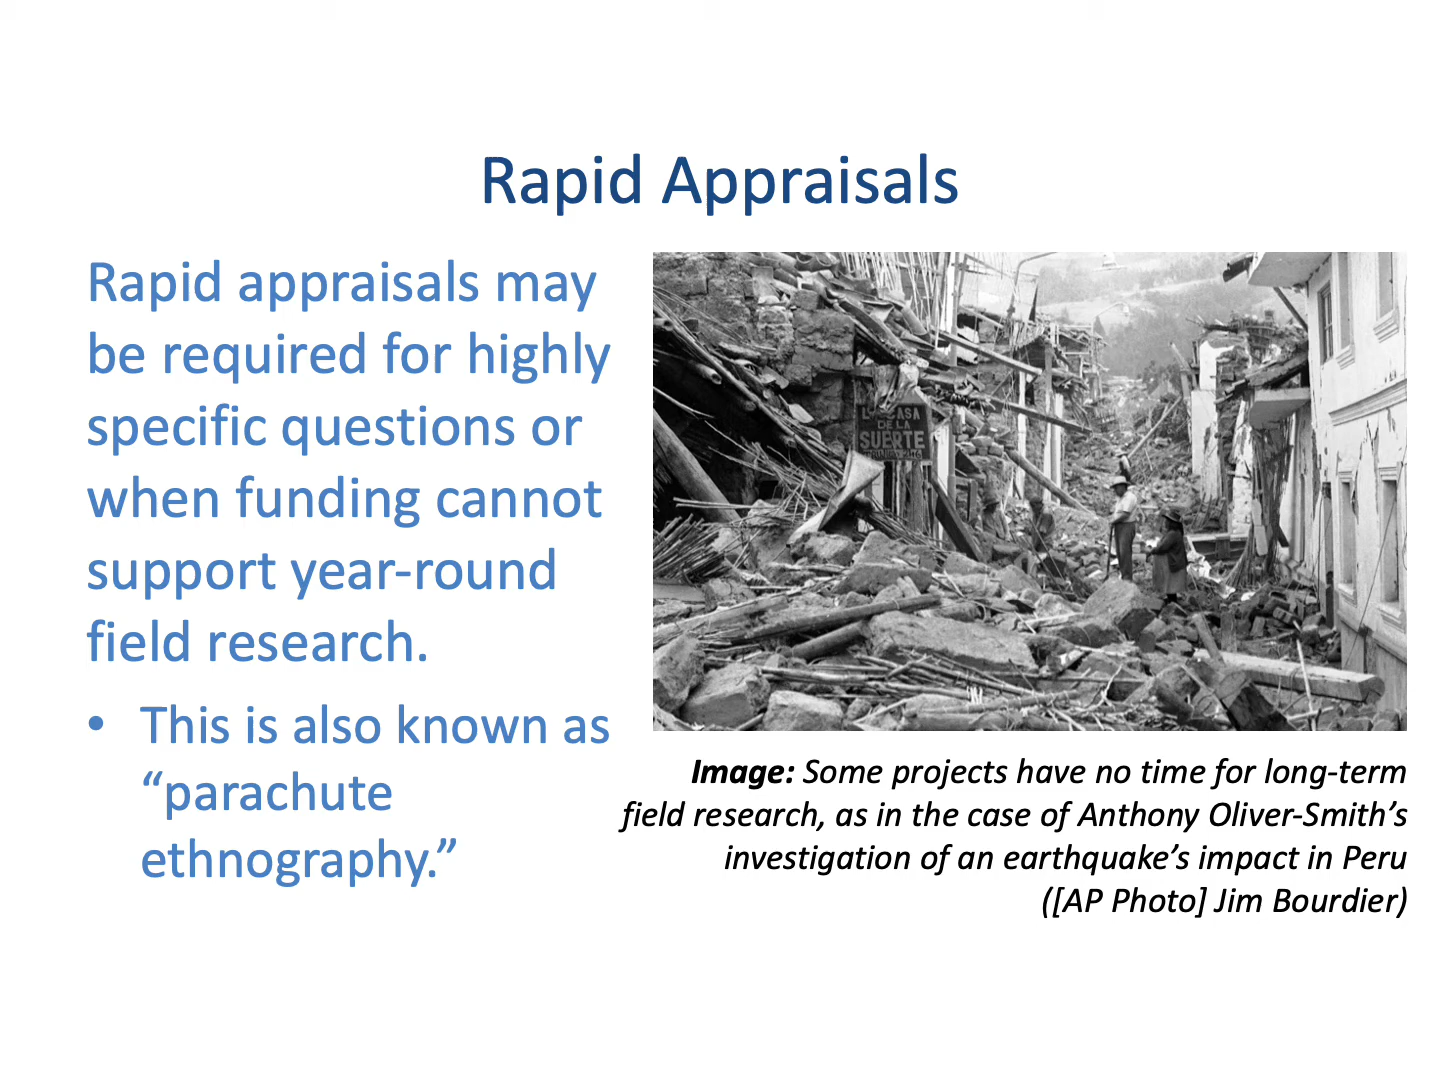 Rapid Appraisals
Rapid appraisals may
be required for highly
specific questions or
when funding cannot
support year-round
field research.
• This is also known as
“parachute
ethnography.”
CASA
DE LA
SUERTE
Image: Some projects have no time for long-term
field research, as in the case of Anthony Oliver-Smith’s
investigation of an earthquake’s impact in Peru
([AP Photo] Jim Bourdier)